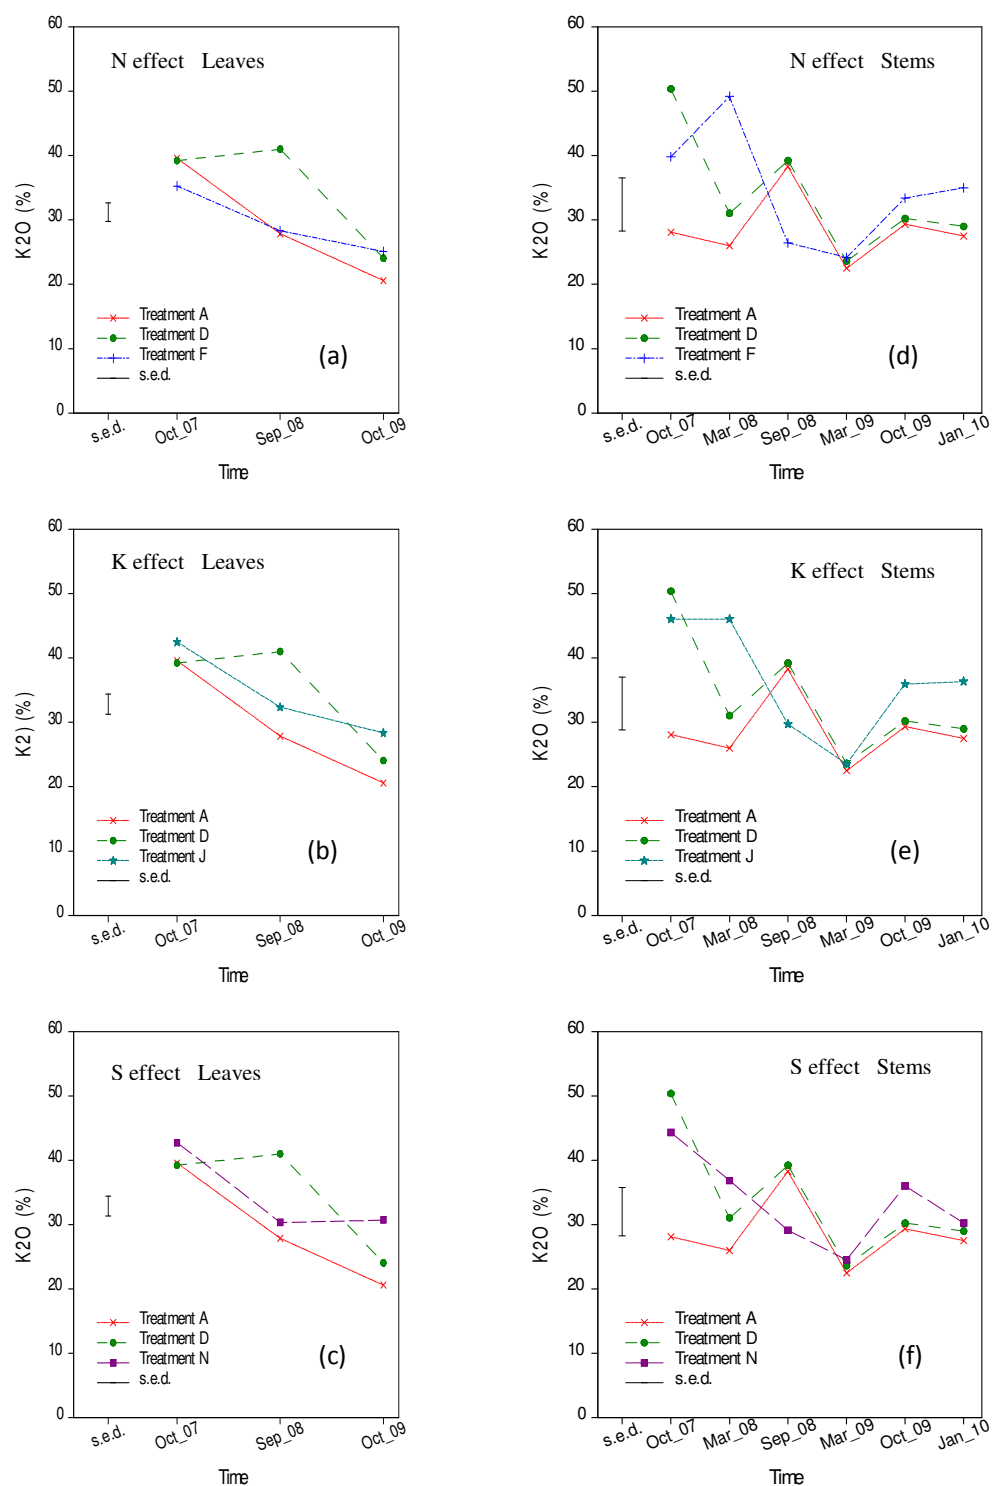 60
50
40
30
20
10
0
K2O (%)
N effect Leaves
Treatment A
Treatment D
Treatment F
s.e.d.
(a)
s.e.d.
Oct_07
Sep_08
Oct_09
Time
60
50
40
30
20
10
0
K2O (%)
N effect Stems
Treatment A
Treatment D
Treatment F
s.e.d.
(d)
s.e.d.
Oct_07
Mar_08
Sep_08
Mar_09
Oct_09
Jan_10
Time
60
50
40
30
20
10
0
K2) (%)
K effect Leaves
Treatment A
Treatment D
Treatment J
s.e.d.
(b)
s.e.d.
Oct_07
Sep_08
Oct_09
Time
60
50
40
30
20
10
0
K2O (%)
K effect Stems
Treatment A
Treatment D
Treatment J
s.e.d.
(e)
s.e.d.
Oct_07
Mar_08
Sep_08
Mar_09
Oct_09
Jan_10
Time
60
50
40
30
20
10
0
K2O (%)
S effect Leaves
Treatment A
Treatment D
Treatment N
s.e.d.
(c)
s.e.d.
Oct_07
Sep_08
Oct_09
Time
60
50
40
30
20
10
0
K2O (%)
S effect Stems
Treatment A
Treatment D
Treatment N
s.e.d.
(f)
s.e.d.
Oct_07
Mar_08
Sep_08
Mar_09
Oct_09
Jan_10
Time